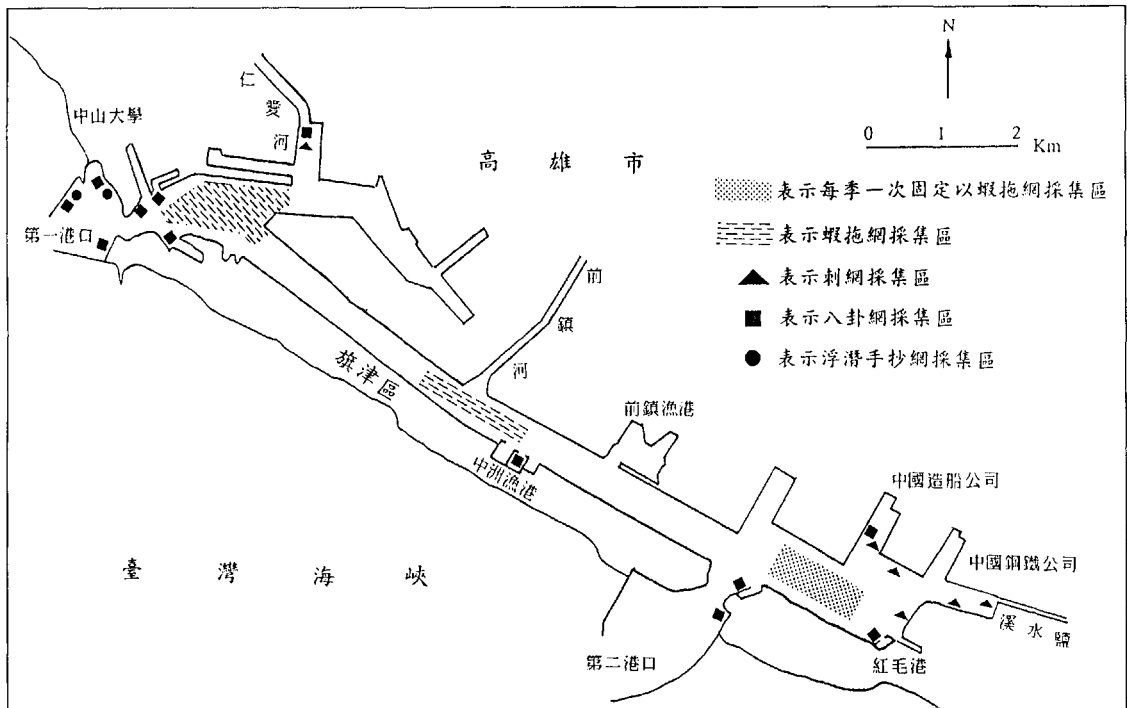 N
0 1 2 Km
仁愛河
中山大學
高雄市
表示每季一次固定以蝦拖網採集區
表示蝦拖網採集區
表示刺網採集區
表示八卦網採集區
表示浮潛手抄網採集區
第一港口
前鎮河
旗津區
前鎮漁港
中洲漁港
中國造船公司
中國鋼鐵公司
臺灣海峽
溪水鹽
第二港口
紅毛港